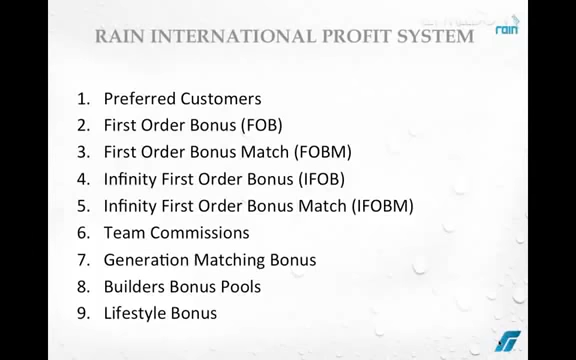 rain
RAIN INTERNATIONAL PROFIT SYSTEM
1. Preferred Customers
2. First Order Bonus (FOB)
3. First Order Bonus Match (FOBM)
4. Infinity First Order Bonus (IFOB)
5. Infinity First Order Bonus Match (IFOBM)
6. Team Commissions
7. Generation Matching Bonus
8. Builders Bonus Pools
9. Lifestyle Bonus